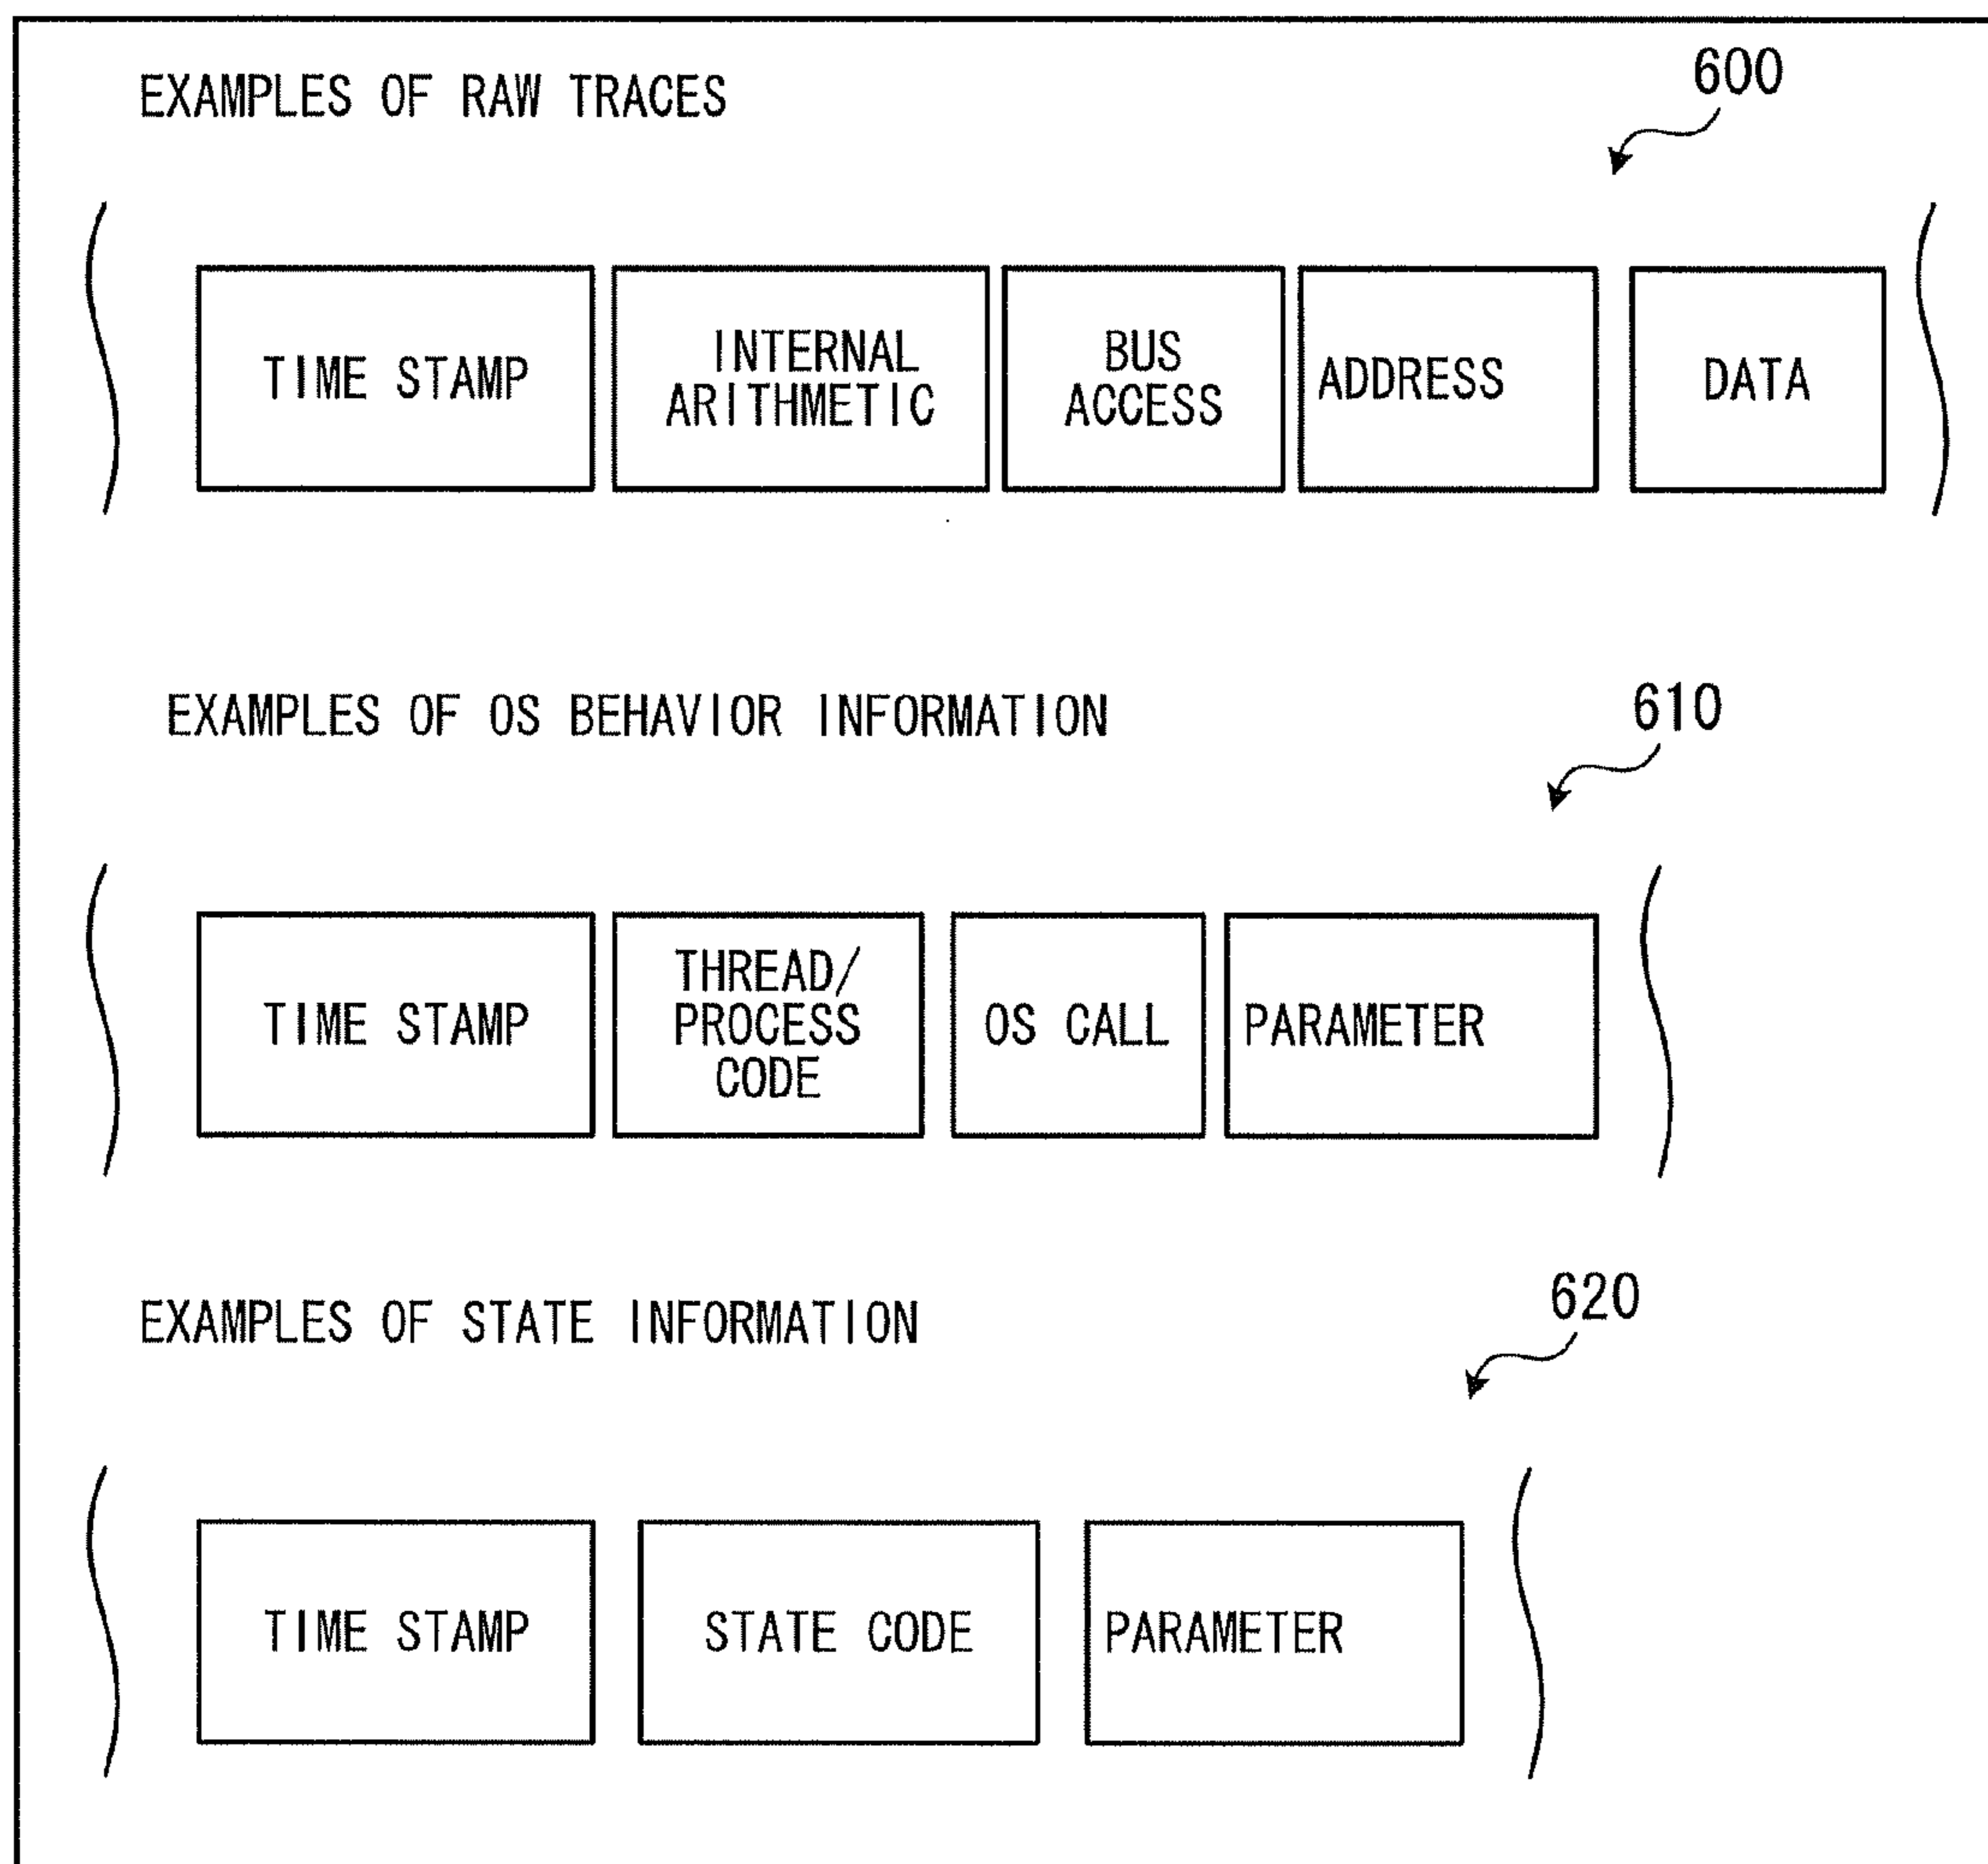 EXAMPLES OF RAW TRACES
600
TIME STAMP
INTERNAL
ARITHMETIC
BUS
ACCESS
ADDRESS
DATA
EXAMPLES OF OS BEHAVIOR INFORMATION
610
TIME STAMP
THREAD/
PROCESS
CODE
OS CALL
PARAMETER
EXAMPLES OF STATE INFORMATION
620
TIME STAMP
STATE CODE
PARAMETER